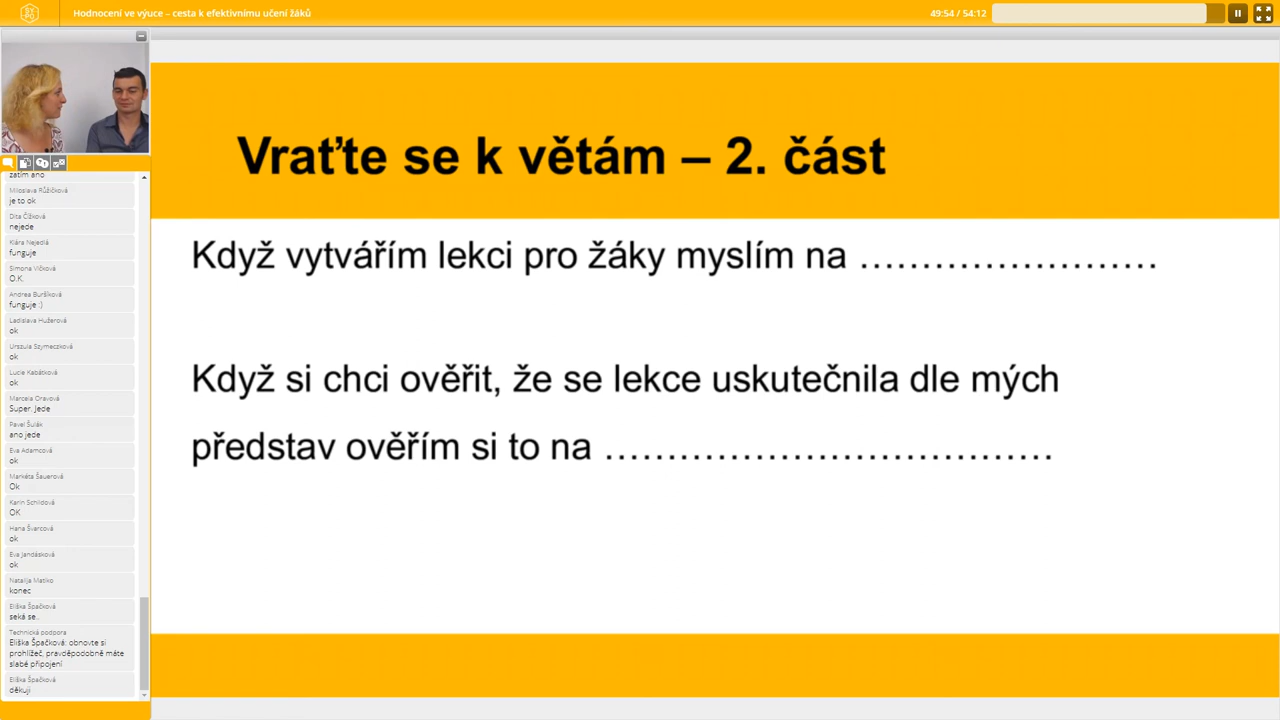 Hodnocení ve výuce – cesta k efektivnímu učení žáků
49:54 / 54:12
Vraťte se k větám – 2. část
Když vytvářím lekci pro žáky myslím na ……………………
Když si chci ověřit, že se lekce uskutečnila dle mých
představ ověřím si to na ………………………………
zatím ano
Miloslava Růžičková
je to ok
Dita Čížková
nejede
Klára Nejedlá
funguje
Simona Vlčková
O.K.
Andrea Buršíková
funguje :)
Ladislava Hužerová
ok
Urszula Szymeczková
ok
Lucie Kabátková
ok
Marcela Oravová
Super. Jede
Pavel Šulák
ano jede
Eva Adamcová
ok
Markéta Šauerová
Ok
Karin Schildová
OK
Hana Švarcová
ok
Eva Jandásková
ok
Natalija Matiko
konec
Eliška Špačková
seká se..
Technická podpora
Eliška Špačková: obnovte si
prohlížeč, pravděpodobně máte
slabé připojení
Eliška Špačková
děkuji